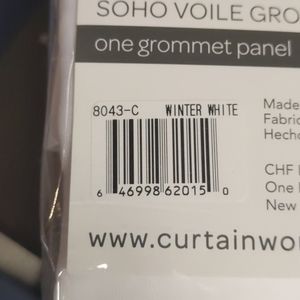 SOHO VOILE GRO
one grommet panel
8043-C WINTER WHITE
Made
Fabric
Hecho
6 46998 62015 0
CHF
One
New
www.curtainwo